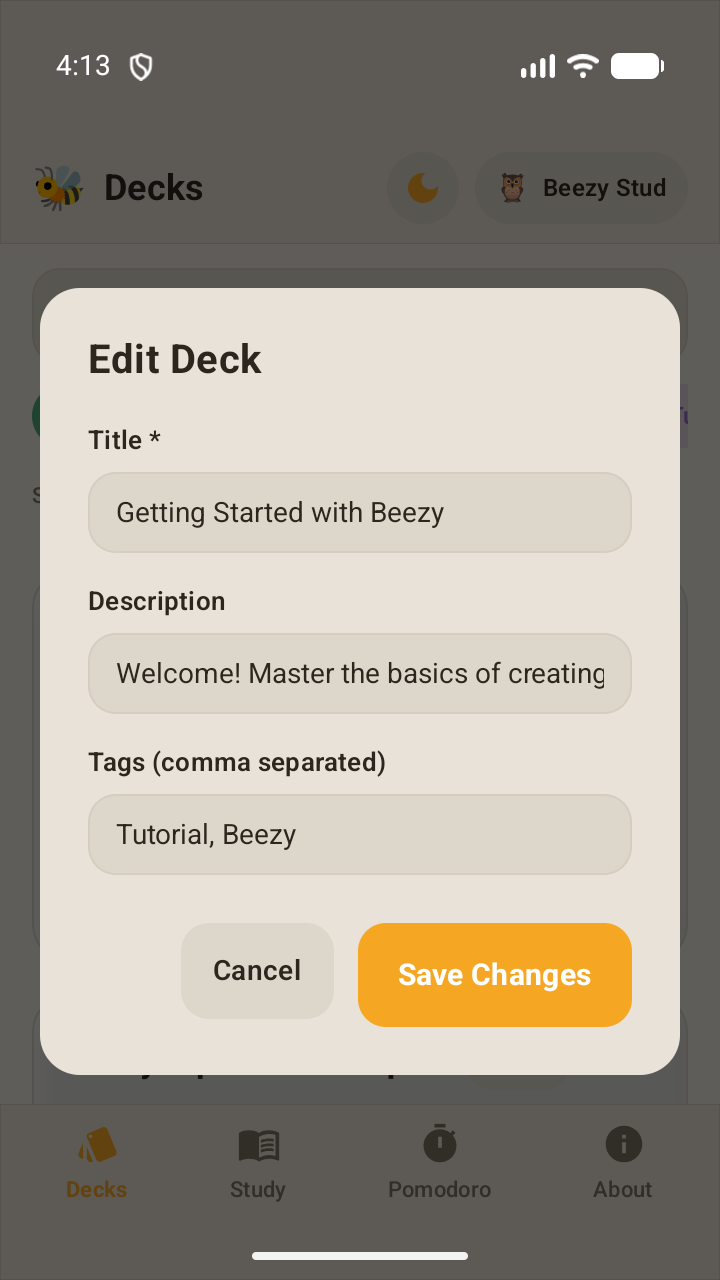 4:13
Decks
Beezy Stud
Edit Deck
Title *
Getting Started with Beezy
Description
Welcome! Master the basics of creating
Tags (comma separated)
Tutorial, Beezy
Cancel
Save Changes
Decks
Study
Pomodoro
About